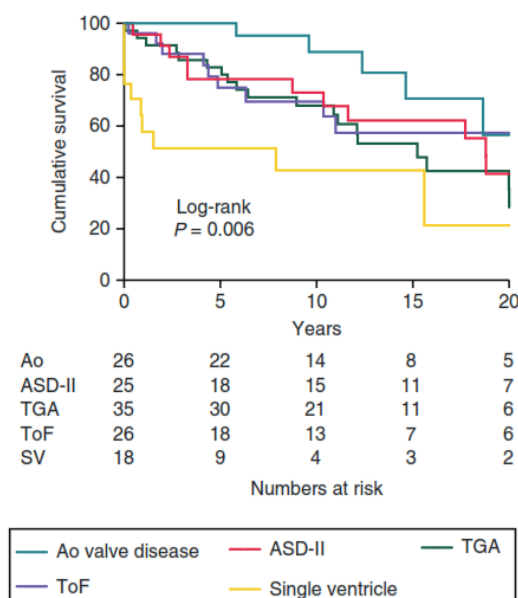 Cumulative survival
100
80
60
40
20
0
Log-rank
P = 0.006
0 5 10 15 20
Years
Ao 26 22 14 8 5
ASD-II 25 18 15 11 7
TGA 35 30 21 11 6
ToF 26 18 13 7 6
SV 18 9 4 3 2
Numbers at risk
Ao valve disease ASD-II TGA
ToF Single ventricle